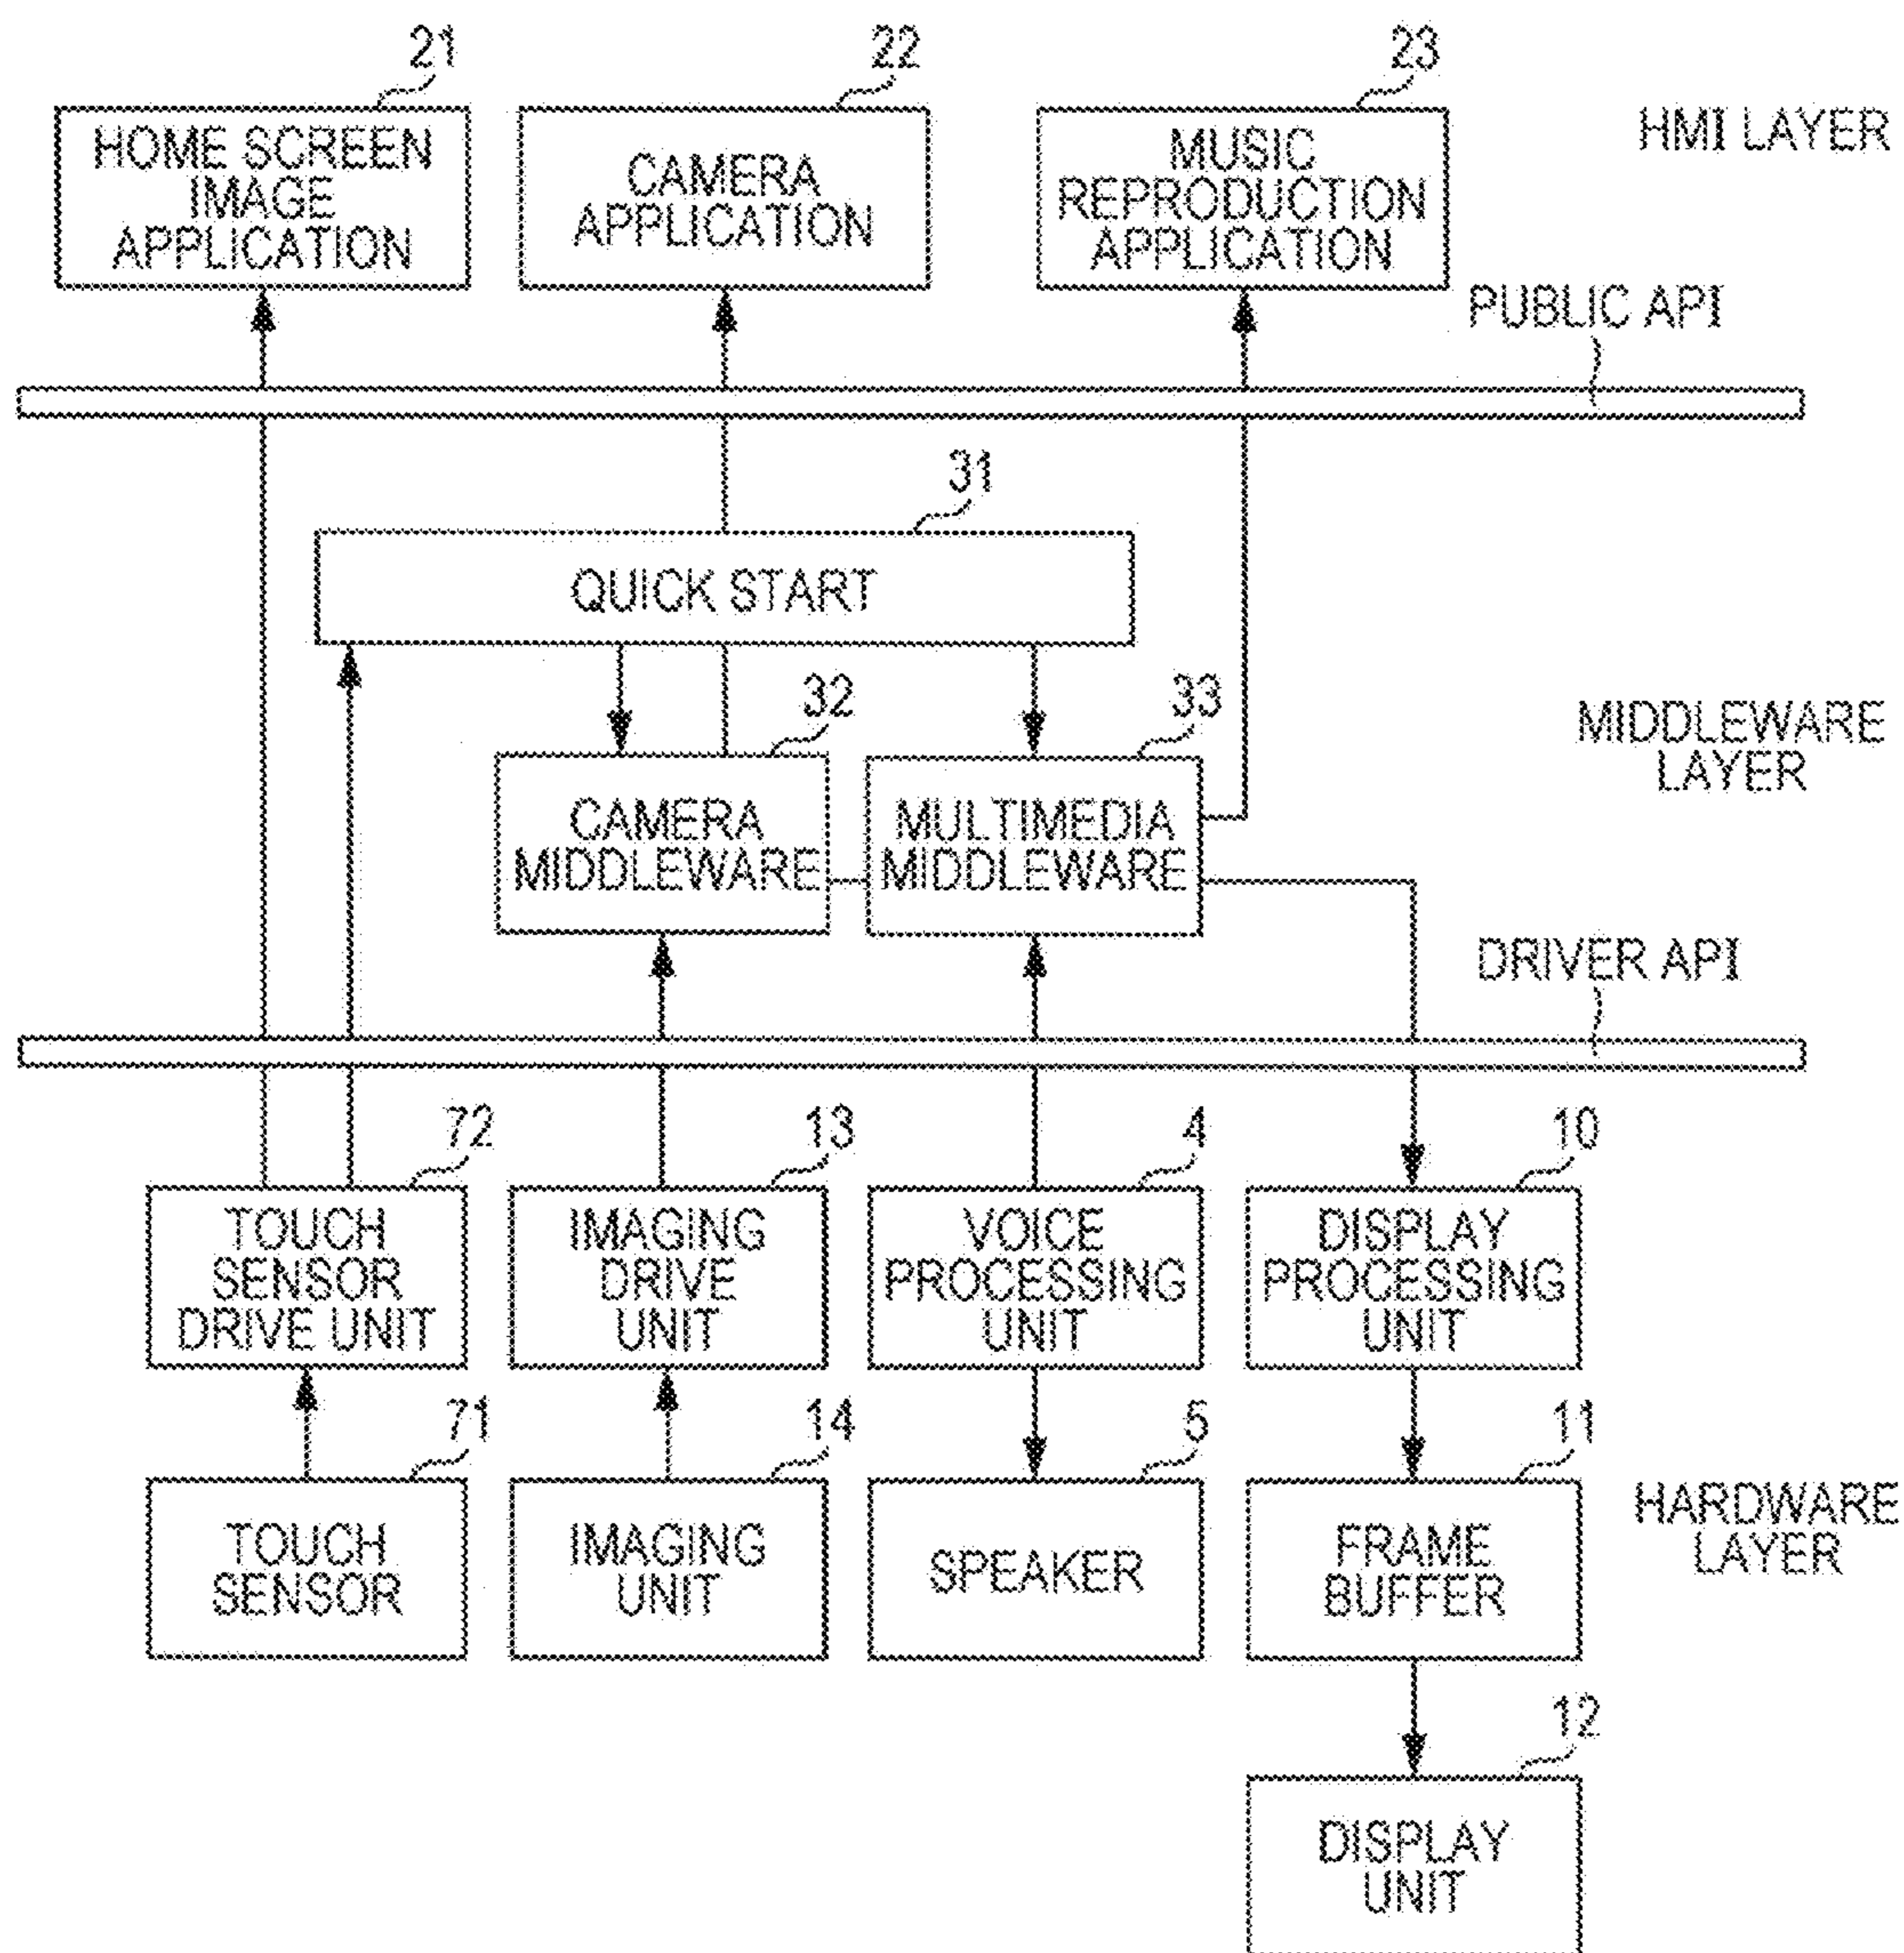 21
22
23
HOME SCREEN
IMAGE
APPLICATION
CAMERA
APPLICATION
MUSIC
REPRODUCTION
APPLICATION
HMI LAYER
PUBLIC API
31
QUICK START
32
33
CAMERA
MIDDLEWARE
MULTIMEDIA
MIDDLEWARE
MIDDLEWARE
LAYER
DRIVER API
72
13
4
10
TOUCH
SENSOR
DRIVE UNIT
IMAGING
DRIVE
UNIT
VOICE
PROCESSING
UNIT
DISPLAY
PROCESSING
UNIT
71
14
5
11
TOUCH
SENSOR
IMAGING
UNIT
SPEAKER
FRAME
BUFFER
HARDWARE
LAYER
12
DISPLAY
UNIT